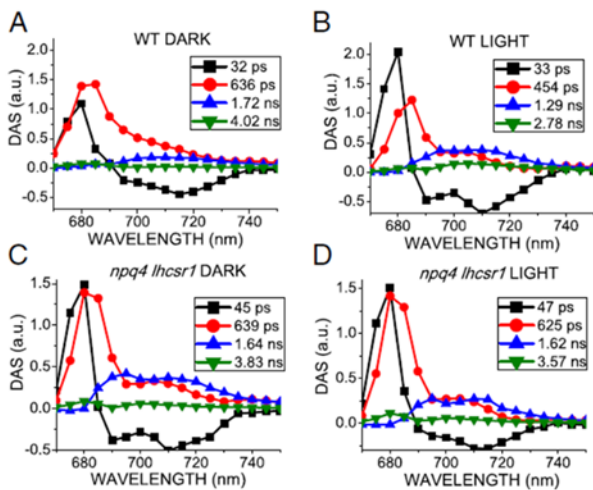 A
WT DARK
DAS (a.u.)
2.0
1.5
1.0
0.5
0.0
-0.5
32 ps
636 ps
1.72 ns
4.02 ns
680 700 720 740
WAVELENGTH (nm)
B
WT LIGHT
DAS (a.u.)
2.0
1.5
1.0
0.5
0.0
-0.5
33 ps
454 ps
1.29 ns
2.78 ns
680 700 720 740
WAVELENGTH (nm)
C
npq4 lhcsr1 DARK
DAS (a.u.)
1.5
1.0
0.5
0.0
-0.5
45 ps
639 ps
1.64 ns
3.83 ns
680 700 720 740
WAVELENGTH (nm)
D
npq4 lhcsr1 LIGHT
DAS (a.u.)
1.5
1.0
0.5
0.0
47 ps
625 ps
1.62 ns
3.57 ns
680 700 720 740
WAVELENGTH (nm)